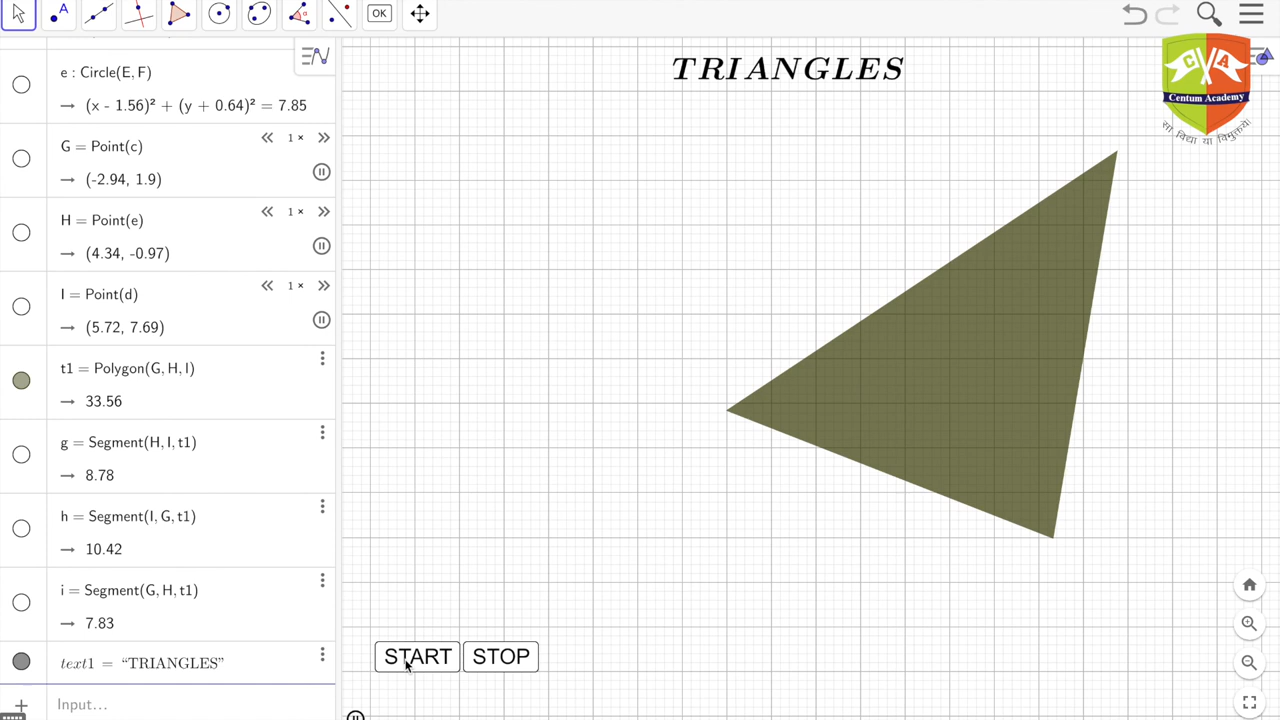 A
OK
e : Circle(E, F)
→ (x - 1.56)² + (y + 0.64)² = 7.85
G = Point(c)
1 ×
→ (-2.94, 1.9)
H = Point(e)
1 ×
→ (4.34, -0.97)
I = Point(d)
1 ×
→ (5.72, 7.69)
t1 = Polygon(G, H, I)
→ 33.56
g = Segment(H, I, t1)
→ 8.78
h = Segment(I, G, t1)
→ 10.42
i = Segment(G, H, t1)
→ 7.83
text1 = “TRIANGLES”
Input…
TRIANGLES
C A
Centum Academy
सा विद्या या विमुक्तये
START
STOP